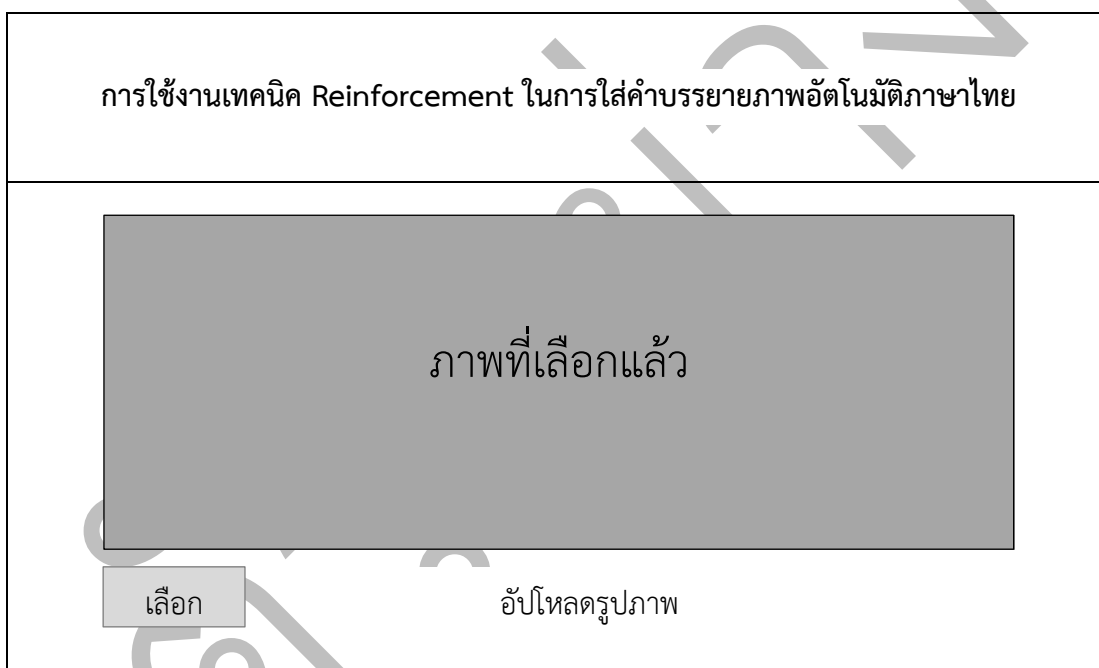 การใช้งานเทคนิค Reinforcement ในการใส่คำบรรยายภาพอัตโนมัติภาษาไทย
ภาพที่เลือกแล้ว
เลือก
อัปโหลดรูปภาพ